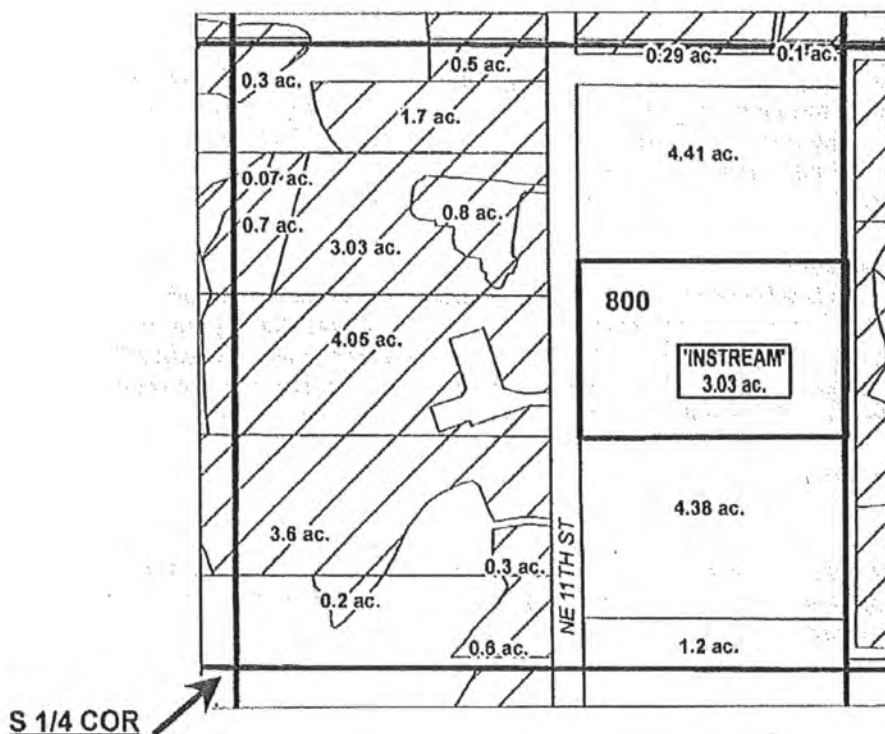 0.3 ac.
0.5 ac.
0.29 ac.
0.1 ac.
1.7 ac.
4.41 ac.
0.07 ac.
0.7 ac.
0.8 ac.
3.03 ac.
800
4.05 ac.
'INSTREAM'
3.03 ac.
4.38 ac.
3.6 ac.
0.3 ac.
NE 11TH ST
0.2 ac.
0.6 ac.
1.2 ac.
S 1/4 COR